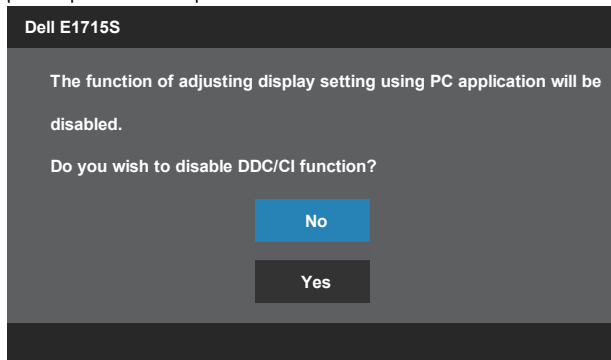 Dell E1715S
The function of adjusting display setting using PC application will be
disabled.
Do you wish to disable DDC/CI function?
No
Yes